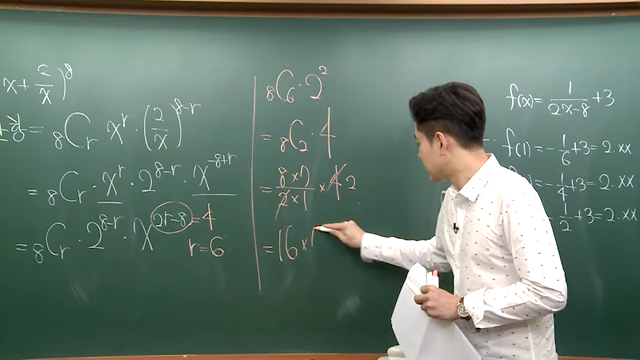 x + 2/x)⁸
= ₈Cᵣ x^r · (2/x)^{8-r}
= ₈Cᵣ · x^r · 2^{8-r} · x^{-8+r}
= ₈Cᵣ · 2^{8-r} · x^{2r-8} = 4
r = 6
₈C₆ · 2²
= ₈C₂ · 4
= 8×7/2×1 × 4 2
= 16 ×
f(x) = 1/2x-8 + 3
f(1) = -1/6 + 3 = 2.xx
-1/4 + 3 = 2.xx
1/2 + 3 = 2.xx